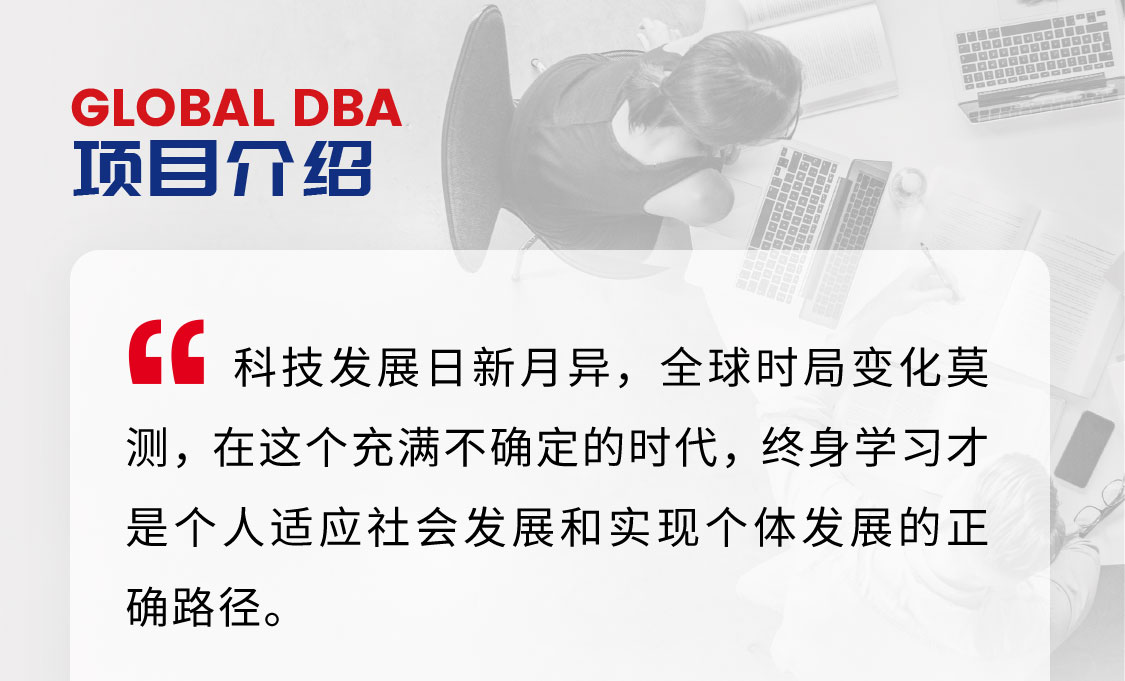 GLOBAL DBA
项目介绍
“ 科技发展日新月异，全球时局变化莫
测，在这个充满不确定的时代，终身学习才
是个人适应社会发展和实现个体发展的正
确路径。